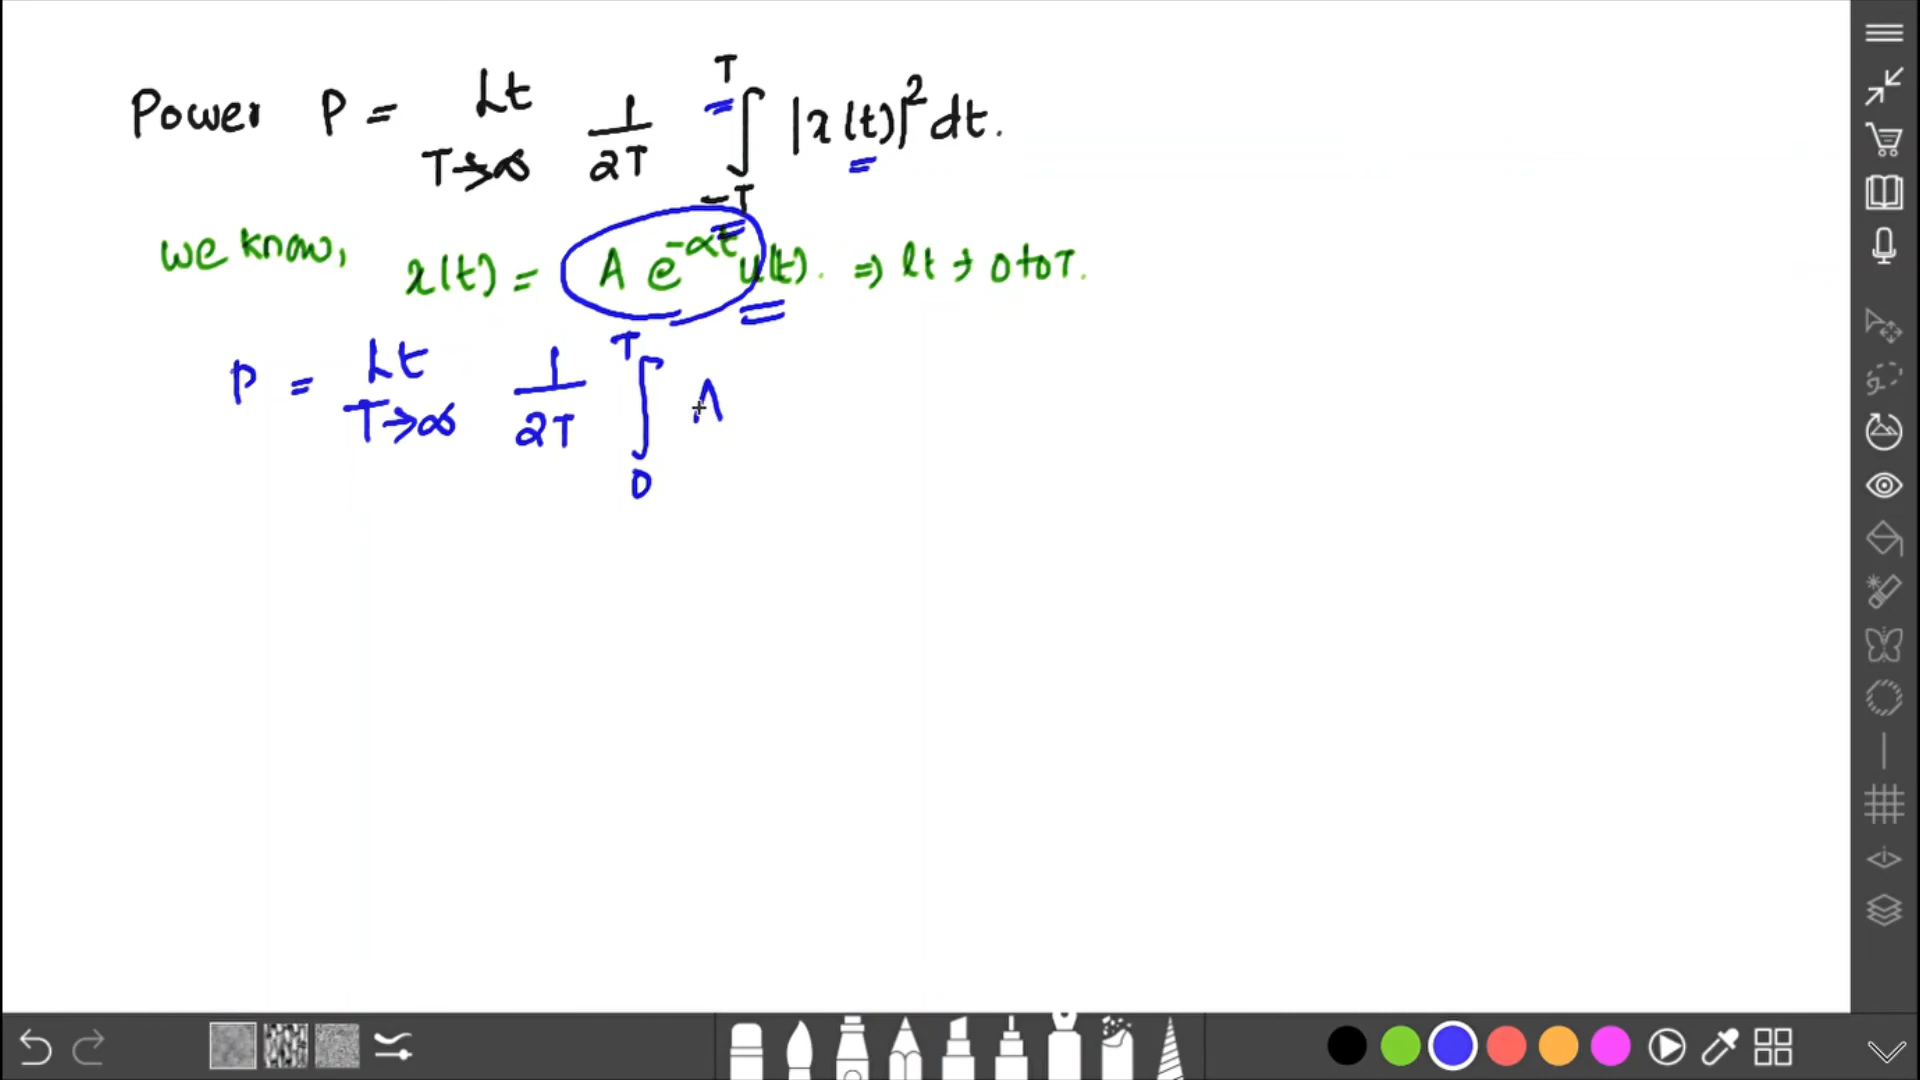 Power P = Lt T→∞ 1/2T ∫_{-T}^{T} |x(t)|² dt.
we know, x(t) = A e^{-αt} u(t). ⇒ lt → 0 to T.
P = Lt T→∞ 1/2T ∫_{0}^{T} A